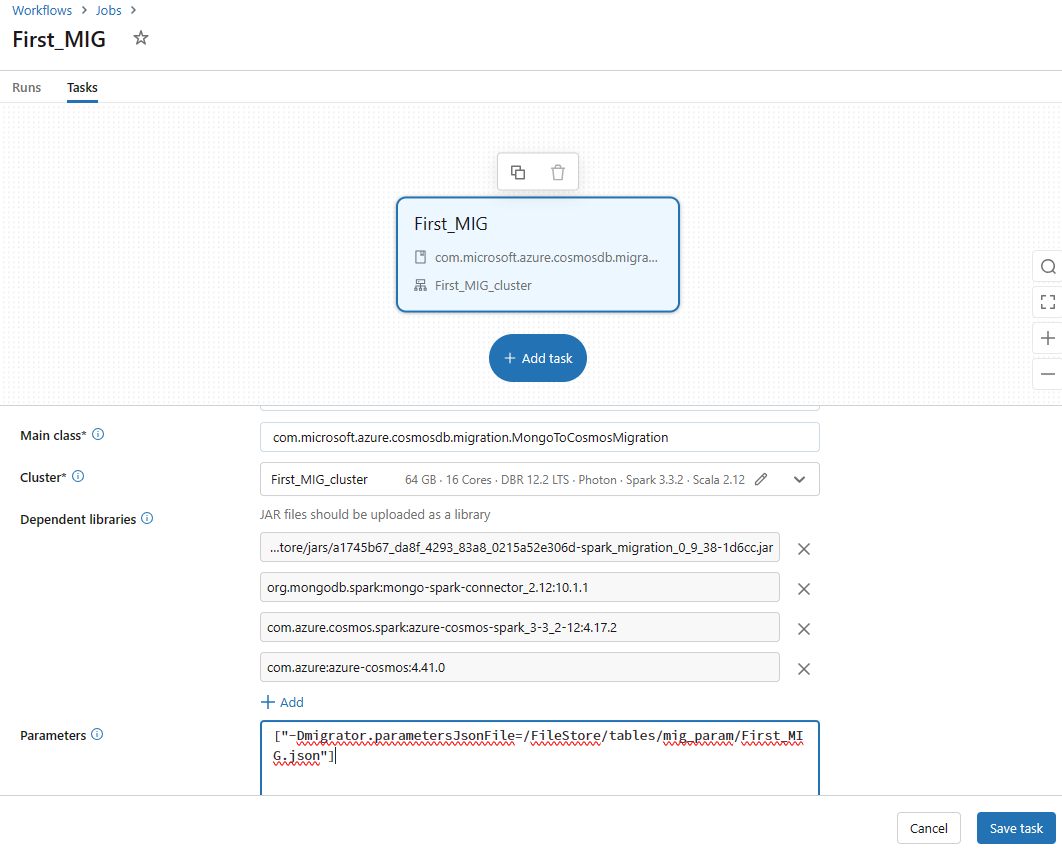 Workflows > Jobs >
First_MIG
Runs Tasks
First_MIG
com.microsoft.azure.cosmosdb.migra...
First_MIG_cluster
+ Add task
Main class*
com.microsoft.azure.cosmosdb.migration.MongoToCosmosMigration
Cluster*
First_MIG_cluster 64 GB · 16 Cores · DBR 12.2 LTS · Photon · Spark 3.3.2 · Scala 2.12
Dependent libraries
JAR files should be uploaded as a library
...tore/jars/a1745b67_da8f_4293_83a8_0215a52e306d-spark_migration_0_9_38-1d6cc.jar
org.mongodb.spark:mongo-spark-connector_2.12:10.1.1
com.azure.cosmos.spark:azure-cosmos-spark_3-3_2-12:4.17.2
com.azure:azure-cosmos:4.41.0
+ Add
Parameters
["-Dmigrator.parametersJsonFile=/FileStore/tables/mig_param/First_MI
G.json"]
Cancel Save task